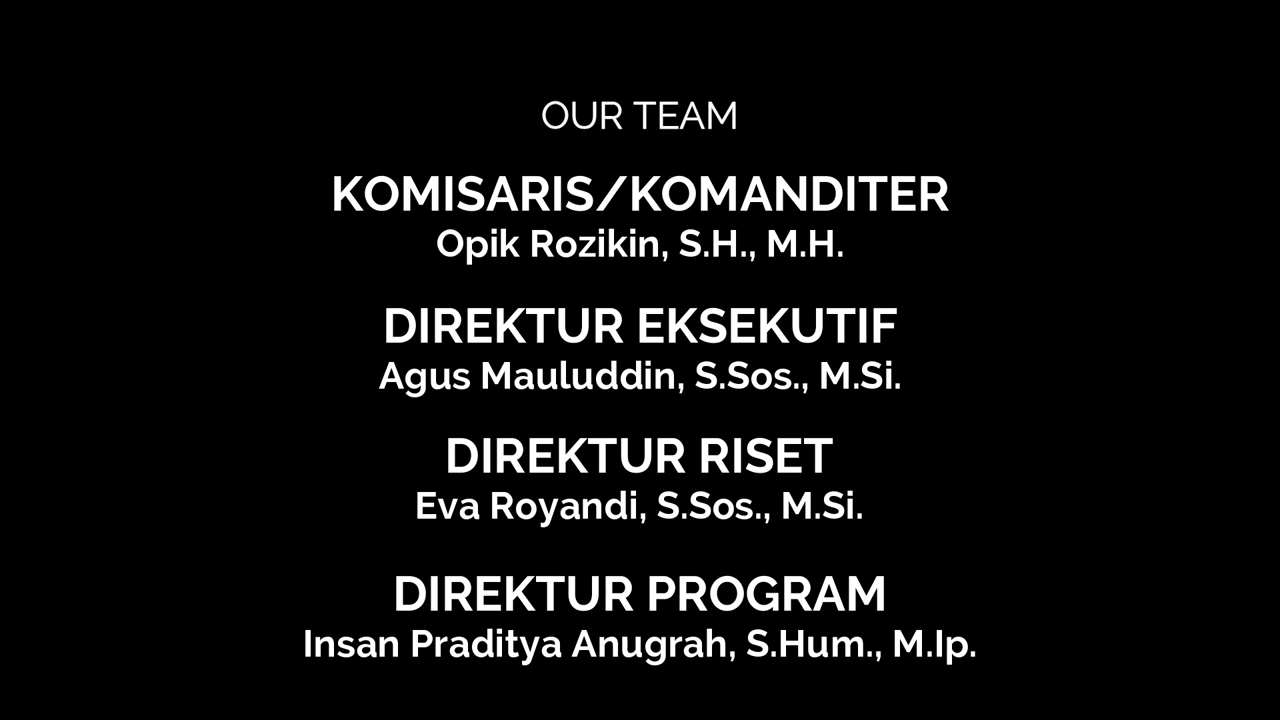 OUR TEAM
KOMISARIS/KOMANDITER
Opik Rozikin, S.H., M.H.
DIREKTUR EKSEKUTIF
Agus Mauluddin, S.Sos., M.Si.
DIREKTUR RISET
Eva Royandi, S.Sos., M.Si.
DIREKTUR PROGRAM
Insan Praditya Anugrah, S.Hum., M.Ip.